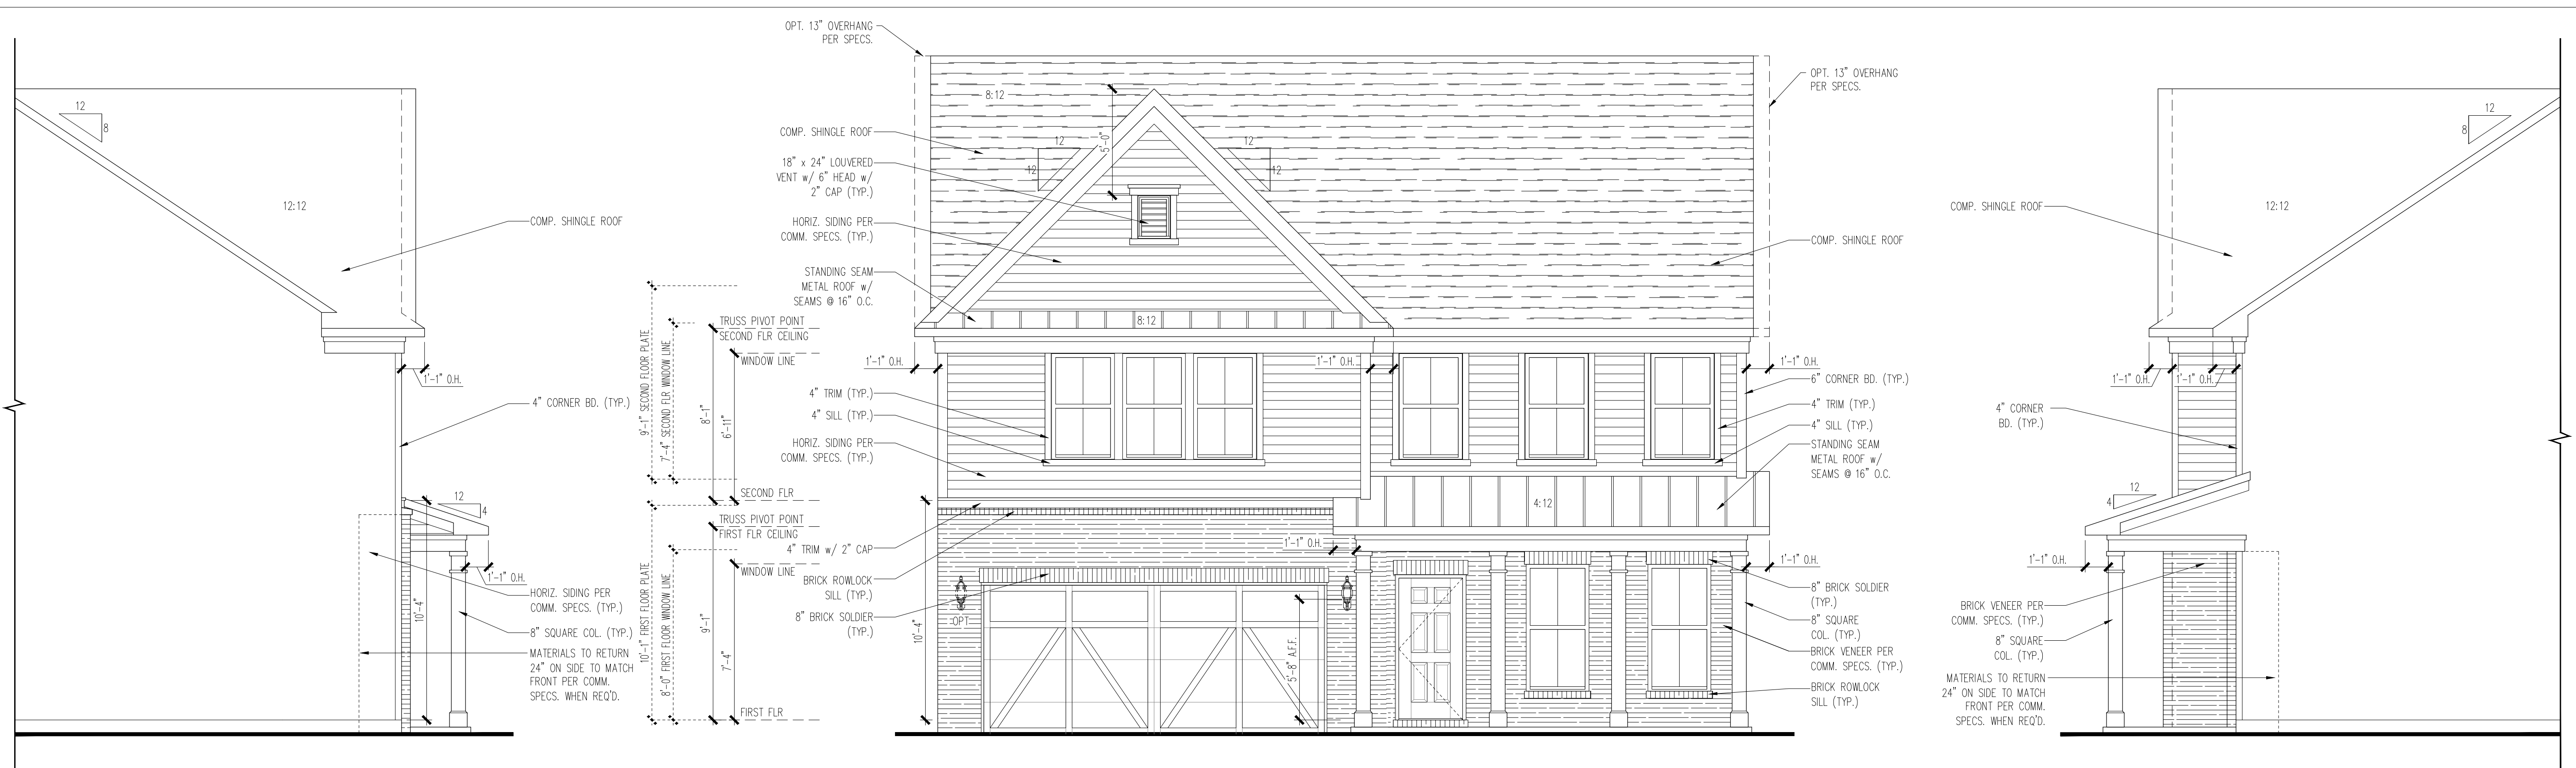 12
8
12:12
COMP. SHINGLE ROOF
1'-1" O.H.
4" CORNER BD. (TYP.)
12
4
1'-1" O.H.
10'-4"
HORIZ. SIDING PER
COMM. SPECS. (TYP.)
8" SQUARE COL. (TYP.)
MATERIALS TO RETURN
24" ON SIDE TO MATCH
FRONT PER COMM.
SPECS. WHEN REQ'D.
9'-1" SECOND FLOOR PLATE
7'-4" SECOND FLR WINDOW LINE
8'-1"
6'-11"
TRUSS PIVOT POINT
SECOND FLR CEILING
WINDOW LINE
SECOND FLR
TRUSS PIVOT POINT
FIRST FLR CEILING
WINDOW LINE
FIRST FLR
10'-1" FIRST FLOOR PLATE
8'-0" FIRST FLOOR WINDOW LINE
9'-1"
7'-4"
OPT. 13" OVERHANG
PER SPECS.
COMP. SHINGLE ROOF
18" x 24" LOUVERED
VENT w/ 6" HEAD w/
2" CAP (TYP.)
HORIZ. SIDING PER
COMM. SPECS. (TYP.)
STANDING SEAM
METAL ROOF w/
SEAMS @ 16" O.C.
1'-1" O.H.
4" TRIM (TYP.)
4" SILL (TYP.)
HORIZ. SIDING PER
COMM. SPECS. (TYP.)
4" TRIM w/ 2" CAP
BRICK ROWLOCK
SILL (TYP.)
8" BRICK SOLDIER
(TYP.)
8:12
5'-0"
12
12
12
12
8:12
1'-1" O.H.
4:12
1'-1" O.H.
OPT
10'-4"
5'-8" A.F.F.
OPT. 13" OVERHANG
PER SPECS.
COMP. SHINGLE ROOF
1'-1" O.H.
6" CORNER BD. (TYP.)
4" TRIM (TYP.)
4" SILL (TYP.)
STANDING SEAM
METAL ROOF w/
SEAMS @ 16" O.C.
1'-1" O.H.
8" BRICK SOLDIER
(TYP.)
8" SQUARE
COL. (TYP.)
BRICK VENEER PER
COMM. SPECS. (TYP.)
BRICK ROWLOCK
SILL (TYP.)
12
8
COMP. SHINGLE ROOF
12:12
1'-1" O.H.
1'-1" O.H.
4" CORNER
BD. (TYP.)
12
4
1'-1" O.H.
BRICK VENEER PER
COMM. SPECS. (TYP.)
8" SQUARE
COL. (TYP.)
MATERIALS TO RETURN
24" ON SIDE TO MATCH
FRONT PER COMM.
SPECS. WHEN REQ'D.